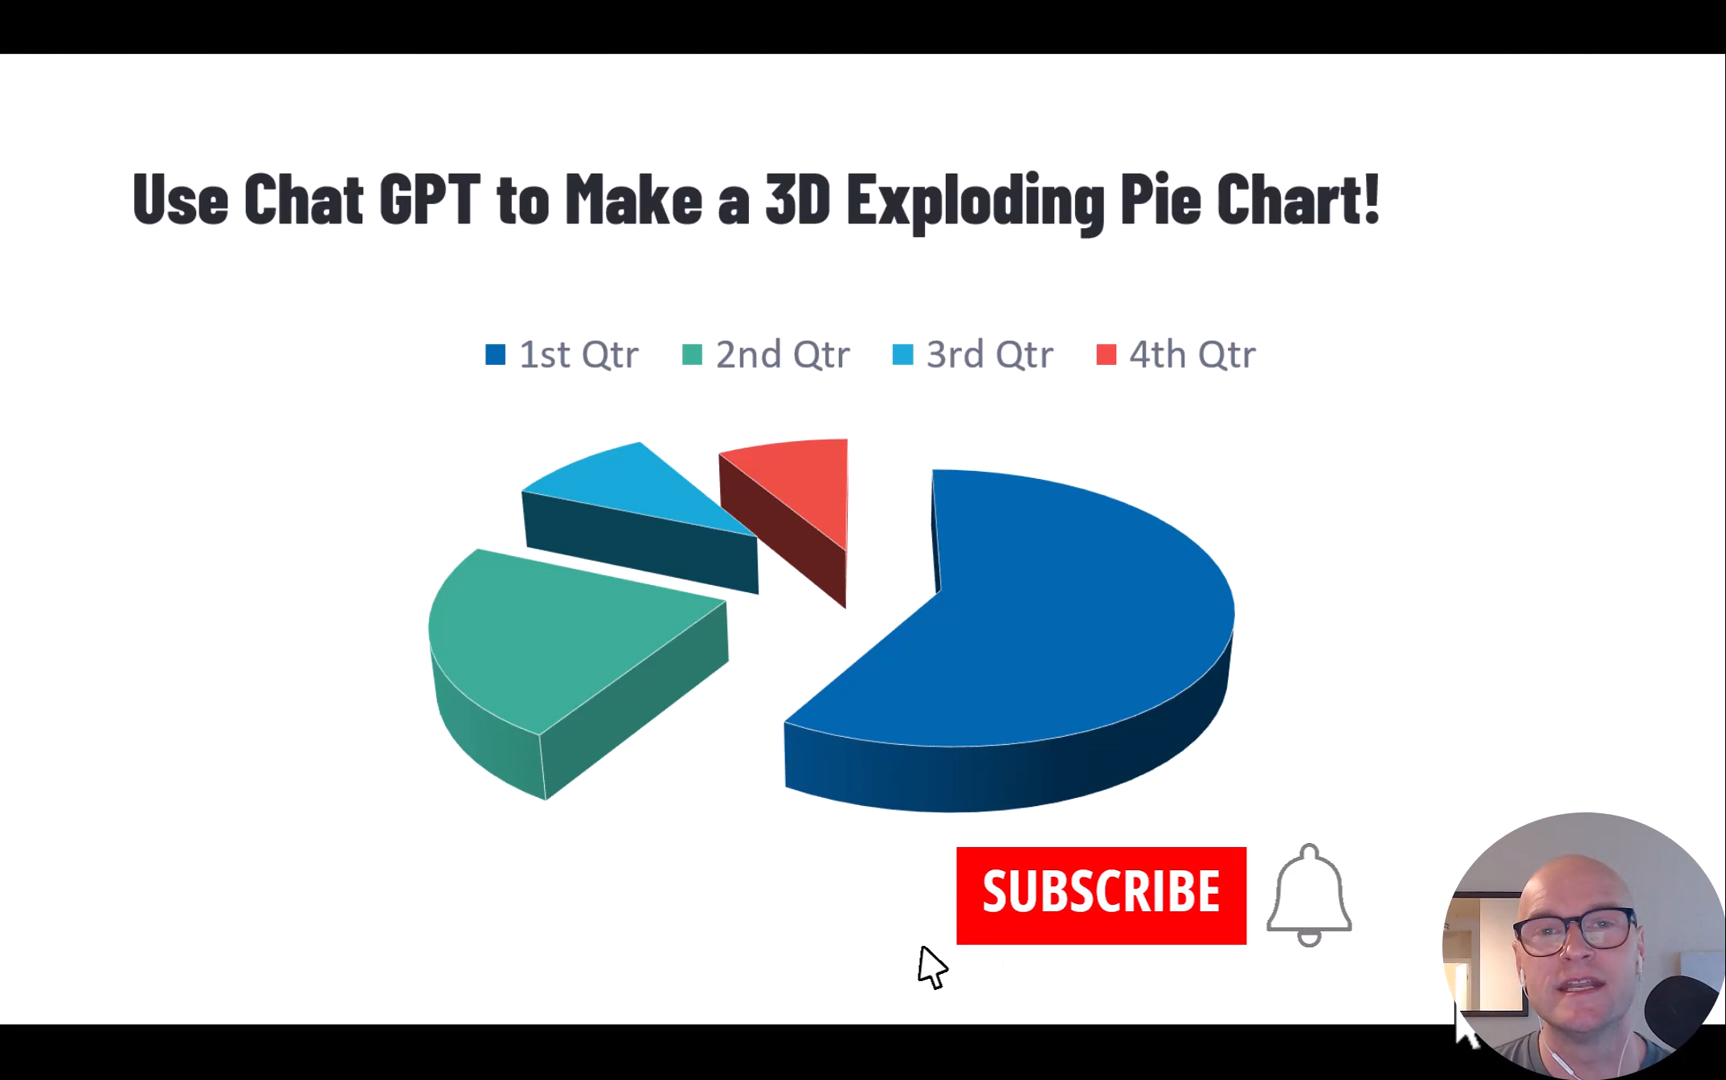 Use Chat GPT to Make a 3D Exploding Pie Chart!
1st Qtr 2nd Qtr 3rd Qtr 4th Qtr
SUBSCRIBE